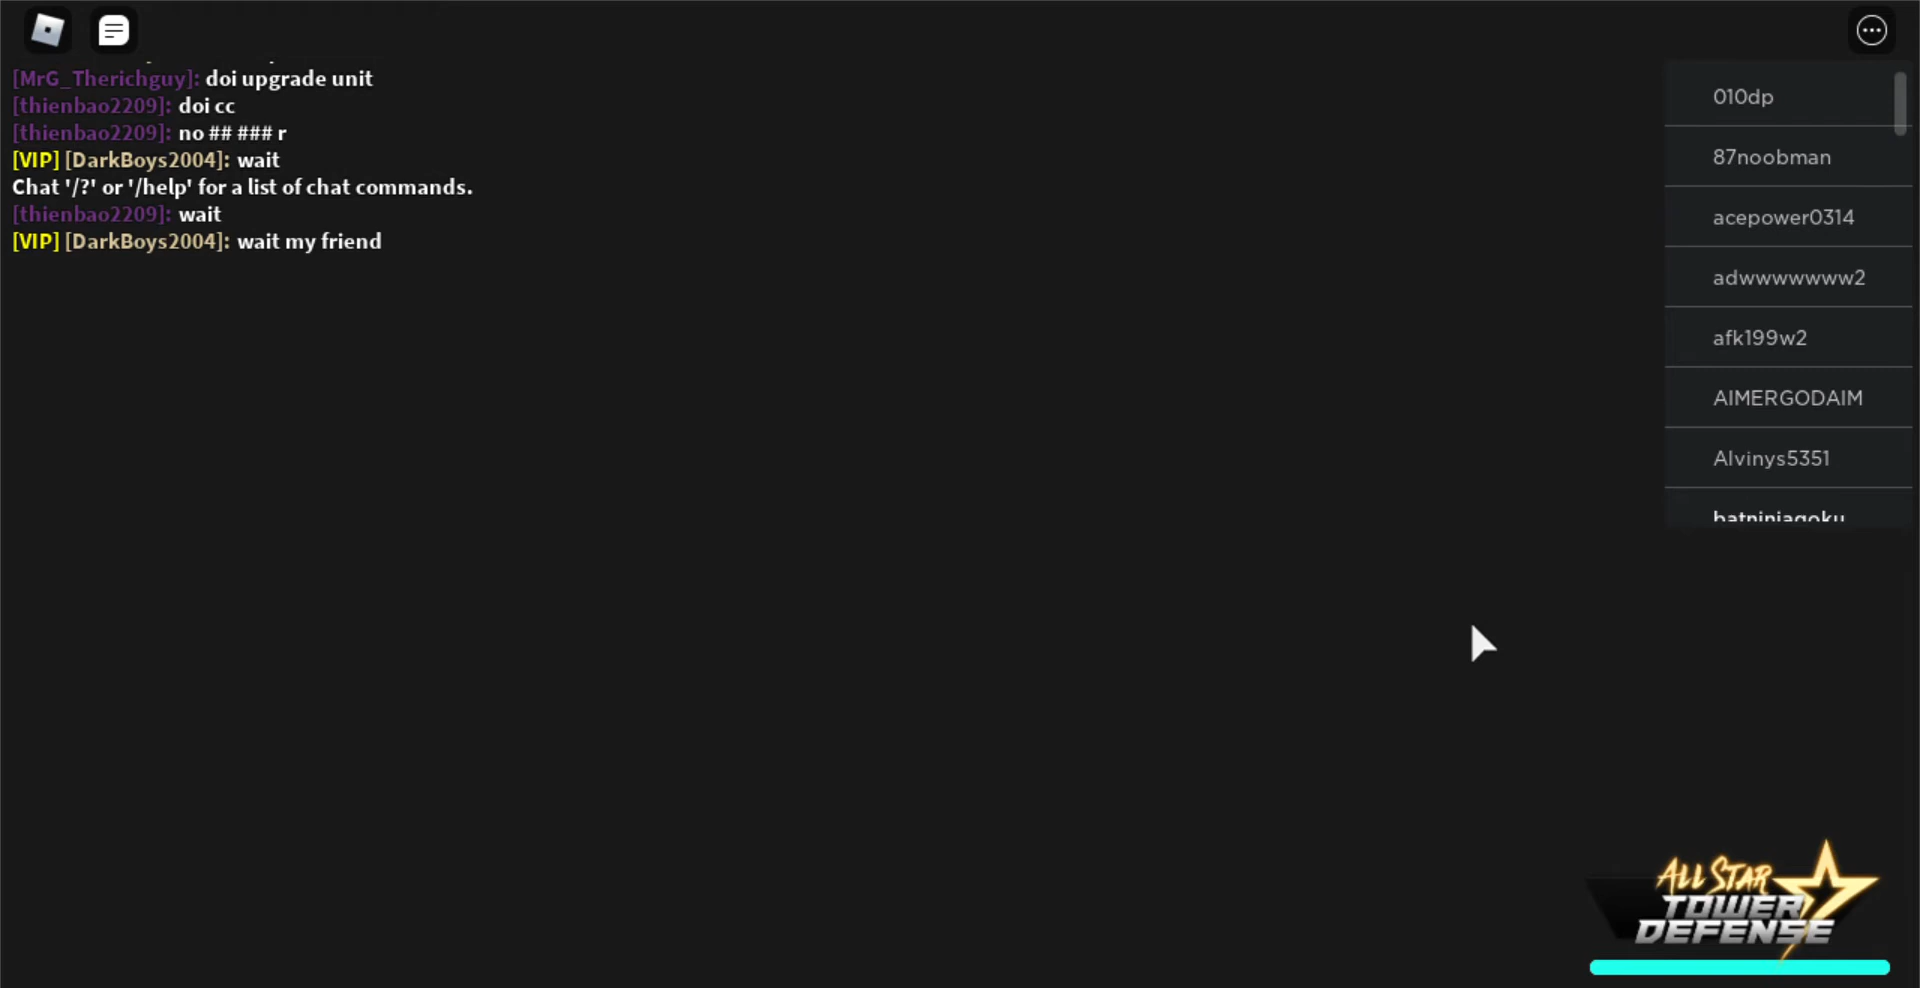 [MrG_Therichguy]: doi upgrade unit
[thienbao2209]: doi cc
[thienbao2209]: no ## ### r
[VIP] [DarkBoys2004]: wait
Chat '/?' or '/help' for a list of chat commands.
[thienbao2209]: wait
[VIP] [DarkBoys2004]: wait my friend
010dp
87noobman
acepower0314
adwwwwwww2
afk199w2
AIMERGODAIM
Alvinys5351
batninjagoku
ALL STAR
TOWER
DEFENSE